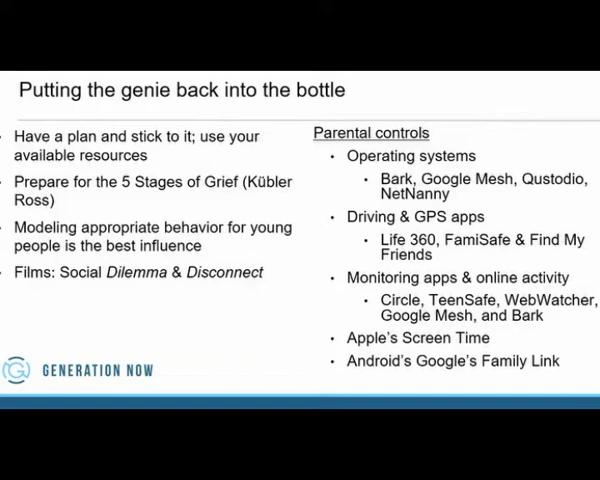 Putting the genie back into the bottle
Have a plan and stick to it; use your
available resources
Prepare for the 5 Stages of Grief (Kübler
Ross)
Modeling appropriate behavior for young
people is the best influence
Films: Social Dilemma & Disconnect
Parental controls
Operating systems
Bark, Google Mesh, Qustodio,
NetNanny
Driving & GPS apps
Life 360, FamiSafe & Find My
Friends
Monitoring apps & online activity
Circle, TeenSafe, WebWatcher,
Google Mesh, and Bark
Apple's Screen Time
Android's Google's Family Link
GENERATION NOW